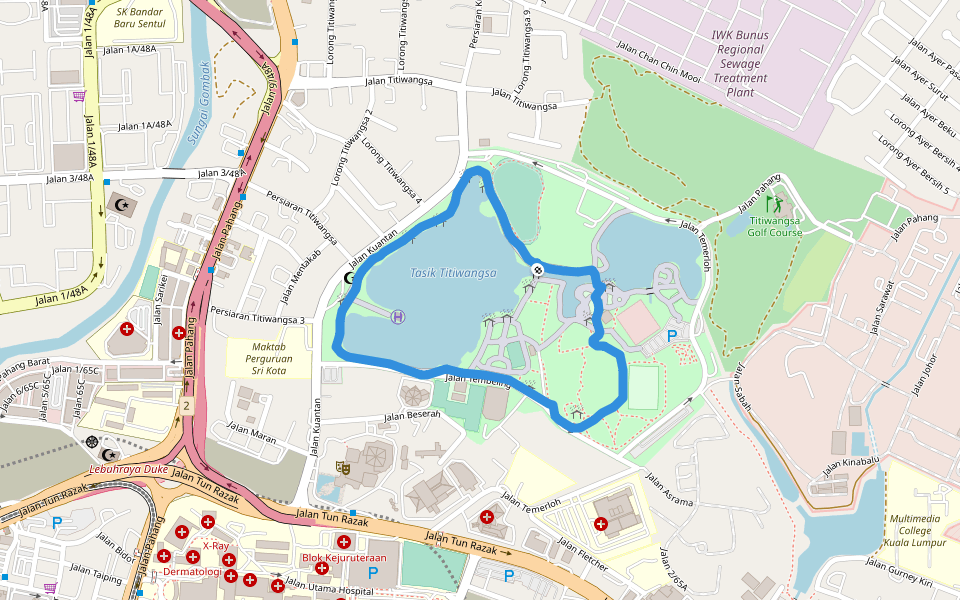 SK Bandar
Baru Sentul
Jalan 1/48A
Jalan 1A/48A
Jalan 1A/48A
Jalan 1/48A
Jalan 3/48A
Jalan 3/48A
Jalan 1/48A
Sungai Gombak
Jalan 9/48A
Jalan Pahang
Lorong Titiwangsa
Lorong Titiwangsa
Persiaran K
Lorong Titiwangsa 9
Jalan Titiwangsa
Jalan Titiwangsa
Lorong Titiwangsa 2
Lorong Titiwangsa 4
Persiaran Titiwangsa
Jalan Mentakab
Jalan Kuantan
Persiaran Titiwangsa 3
Jalan Chan Chin Mooi
IWK Bunus
Regional
Sewage
Treatment
Plant
Jalan Ayer Pasa
Jalan Ayer Surut
Jalan Ayer Beku
Lorong Ayer Bersih 4
Lorong Ayer Bersih 5
Jalan Pahang
Titiwangsa
Golf Course
Jalan Pahang
Jalan Temerloh
Tasik Titiwangsa
H
P
Jalan Sarawat
Jalan Johor
Jalan Sabah
Jalan Kinabalu
Jalan Sarikei
Jalan Pahang
Pahang Barat
Jalan 1/65C
Jalan 6/65C
Jalan 5/65C
Jalan 65C
Maktab
Perguruan
Sri Kota
2
Jalan Tembeling
Jalan Beserah
Jalan Kuantan
Jalan Maran
Lebuhraya Duke
Jalan Tun Razak
Jalan Tun Razak
Jalan Tun Razak
Jalan Tun Razak
Jalan Temerloh
Jalan Asrama
Jalan Fletcher
Jalan 2/65A
Multimedia
College
Kuala Lumpur
Jalan Gurney Kiri
P
Jalan Bidor
Jalan Taiping
Jalan Pahang
X-Ray
Dermatologi
Blok Kejuruteraan
Jalan Utama Hospital
P
P